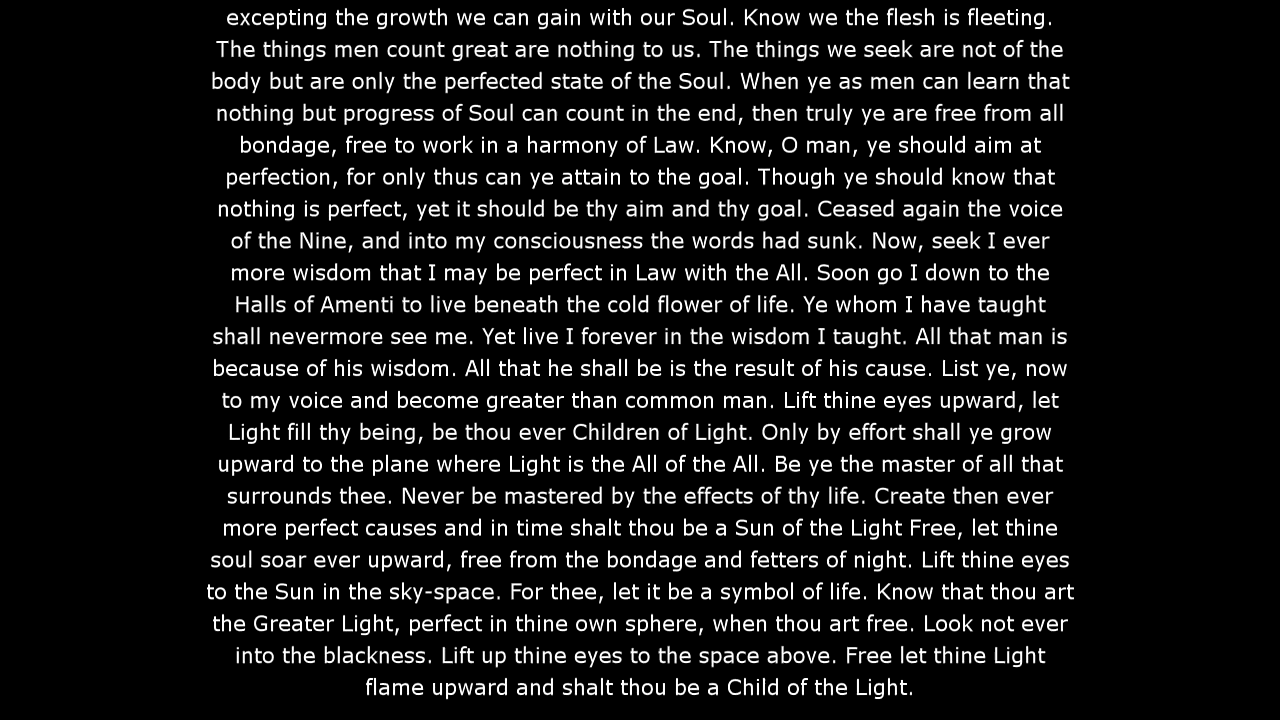 excepting the growth we can gain with our Soul. Know we the flesh is fleeting.
The things men count great are nothing to us. The things we seek are not of the
body but are only the perfected state of the Soul. When ye as men can learn that
nothing but progress of Soul can count in the end, then truly ye are free from all
bondage, free to work in a harmony of Law. Know, O man, ye should aim at
perfection, for only thus can ye attain to the goal. Though ye should know that
nothing is perfect, yet it should be thy aim and thy goal. Ceased again the voice
of the Nine, and into my consciousness the words had sunk. Now, seek I ever
more wisdom that I may be perfect in Law with the All. Soon go I down to the
Halls of Amenti to live beneath the cold flower of life. Ye whom I have taught
shall nevermore see me. Yet live I forever in the wisdom I taught. All that man is
because of his wisdom. All that he shall be is the result of his cause. List ye, now
to my voice and become greater than common man. Lift thine eyes upward, let
Light fill thy being, be thou ever Children of Light. Only by effort shall ye grow
upward to the plane where Light is the All of the All. Be ye the master of all that
surrounds thee. Never be mastered by the effects of thy life. Create then ever
more perfect causes and in time shalt thou be a Sun of the Light Free, let thine
soul soar ever upward, free from the bondage and fetters of night. Lift thine eyes
to the Sun in the sky-space. For thee, let it be a symbol of life. Know that thou art
the Greater Light, perfect in thine own sphere, when thou art free. Look not ever
into the blackness. Lift up thine eyes to the space above. Free let thine Light
flame upward and shalt thou be a Child of the Light.